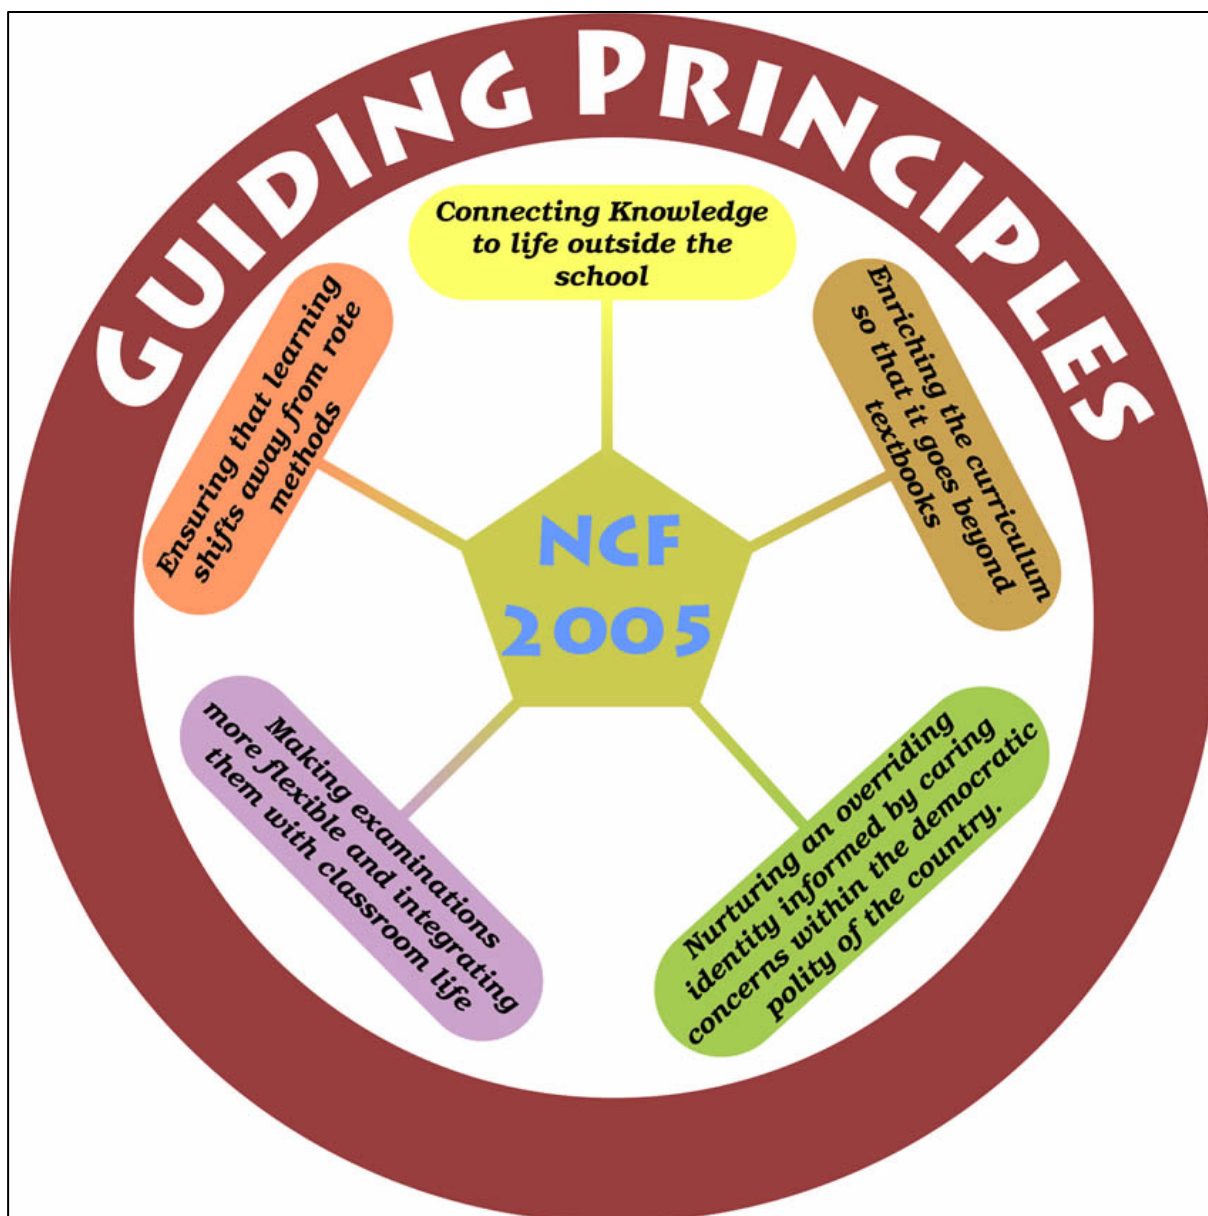 GUIDING PRINCIPLES
Connecting Knowledge
to life outside the
school
Ensuring that learning
shifts away from rote
methods
Enriching the curriculum
so that it goes beyond
textbooks
NCF
2005
Making examinations
more flexible and integrating
them with classroom life
Nurturing an overriding
identity informed by caring
concerns within the democratic
polity of the country.